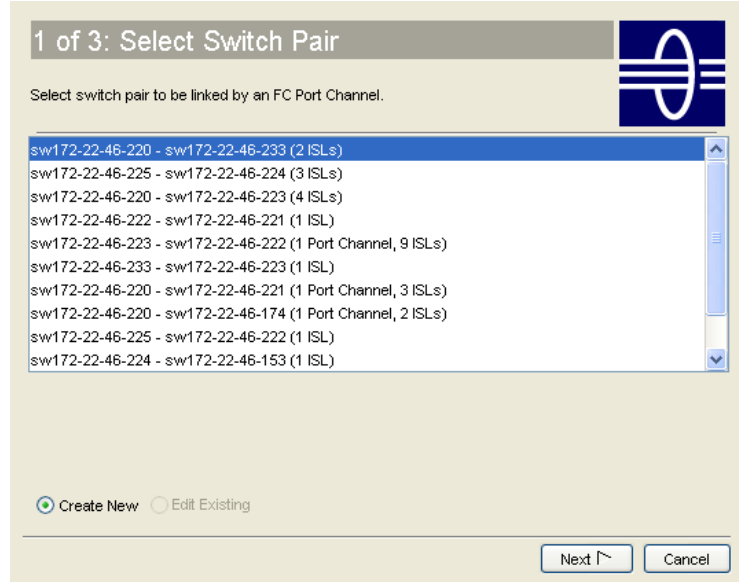 1 of 3: Select Switch Pair
Select switch pair to be linked by an FC Port Channel.
sw172-22-46-220 - sw172-22-46-233 (2 ISLs)
sw172-22-46-225 - sw172-22-46-224 (3 ISLs)
sw172-22-46-220 - sw172-22-46-223 (4 ISLs)
sw172-22-46-222 - sw172-22-46-221 (1 ISL)
sw172-22-46-223 - sw172-22-46-222 (1 Port Channel, 9 ISLs)
sw172-22-46-233 - sw172-22-46-223 (1 ISL)
sw172-22-46-220 - sw172-22-46-221 (1 Port Channel, 3 ISLs)
sw172-22-46-220 - sw172-22-46-174 (1 Port Channel, 2 ISLs)
sw172-22-46-225 - sw172-22-46-222 (1 ISL)
sw172-22-46-224 - sw172-22-46-153 (1 ISL)
Create New Edit Existing
Next Cancel